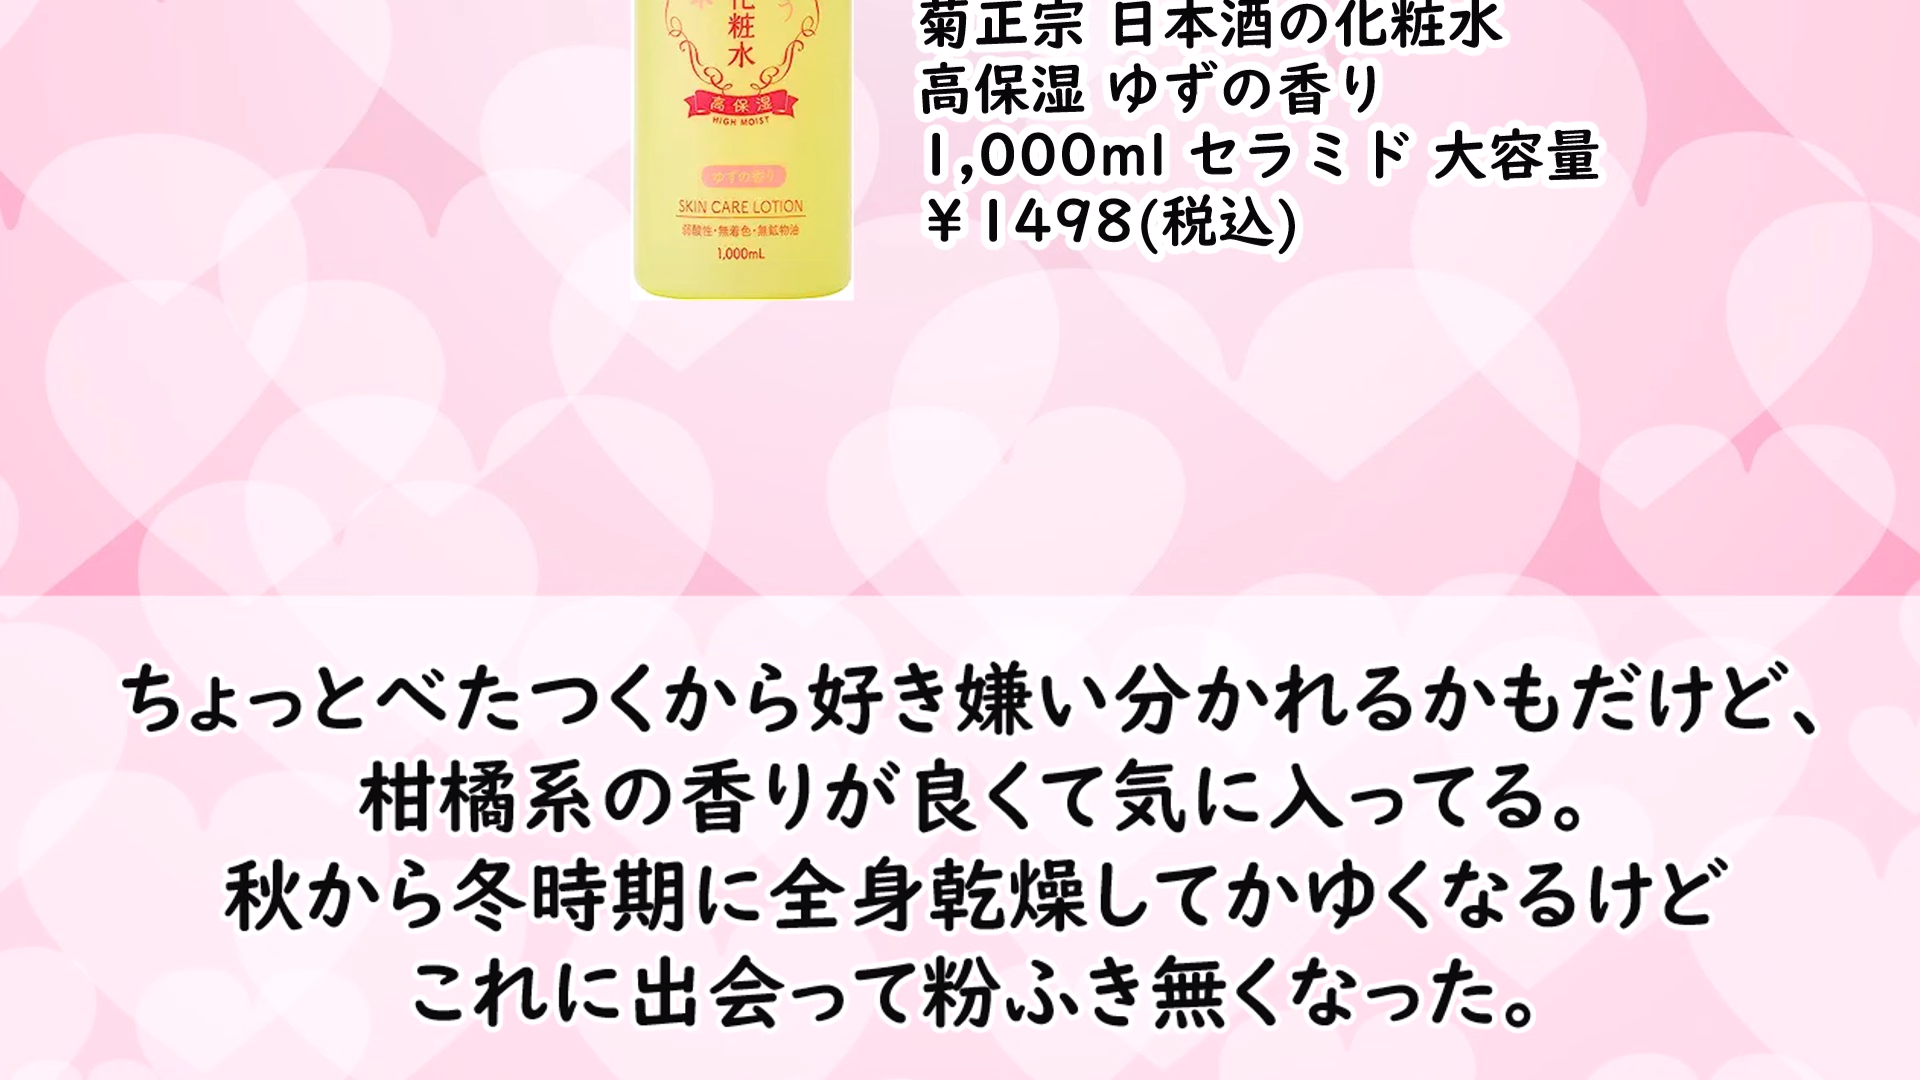 化粧水
高保湿
HIGH MOIST
ゆずの香り
SKIN CARE LOTION
弱酸性・無着色・無鉱物油
1,000mL
菊正宗 日本酒の化粧水
高保湿 ゆずの香り
1,000ml セラミド 大容量
¥1498(税込)
ちょっとべたつくから好き嫌い分かれるかもだけど、
柑橘系の香りが良くて気に入ってる。
秋から冬時期に全身乾燥してかゆくなるけど
これに出会って粉ふき無くなった。